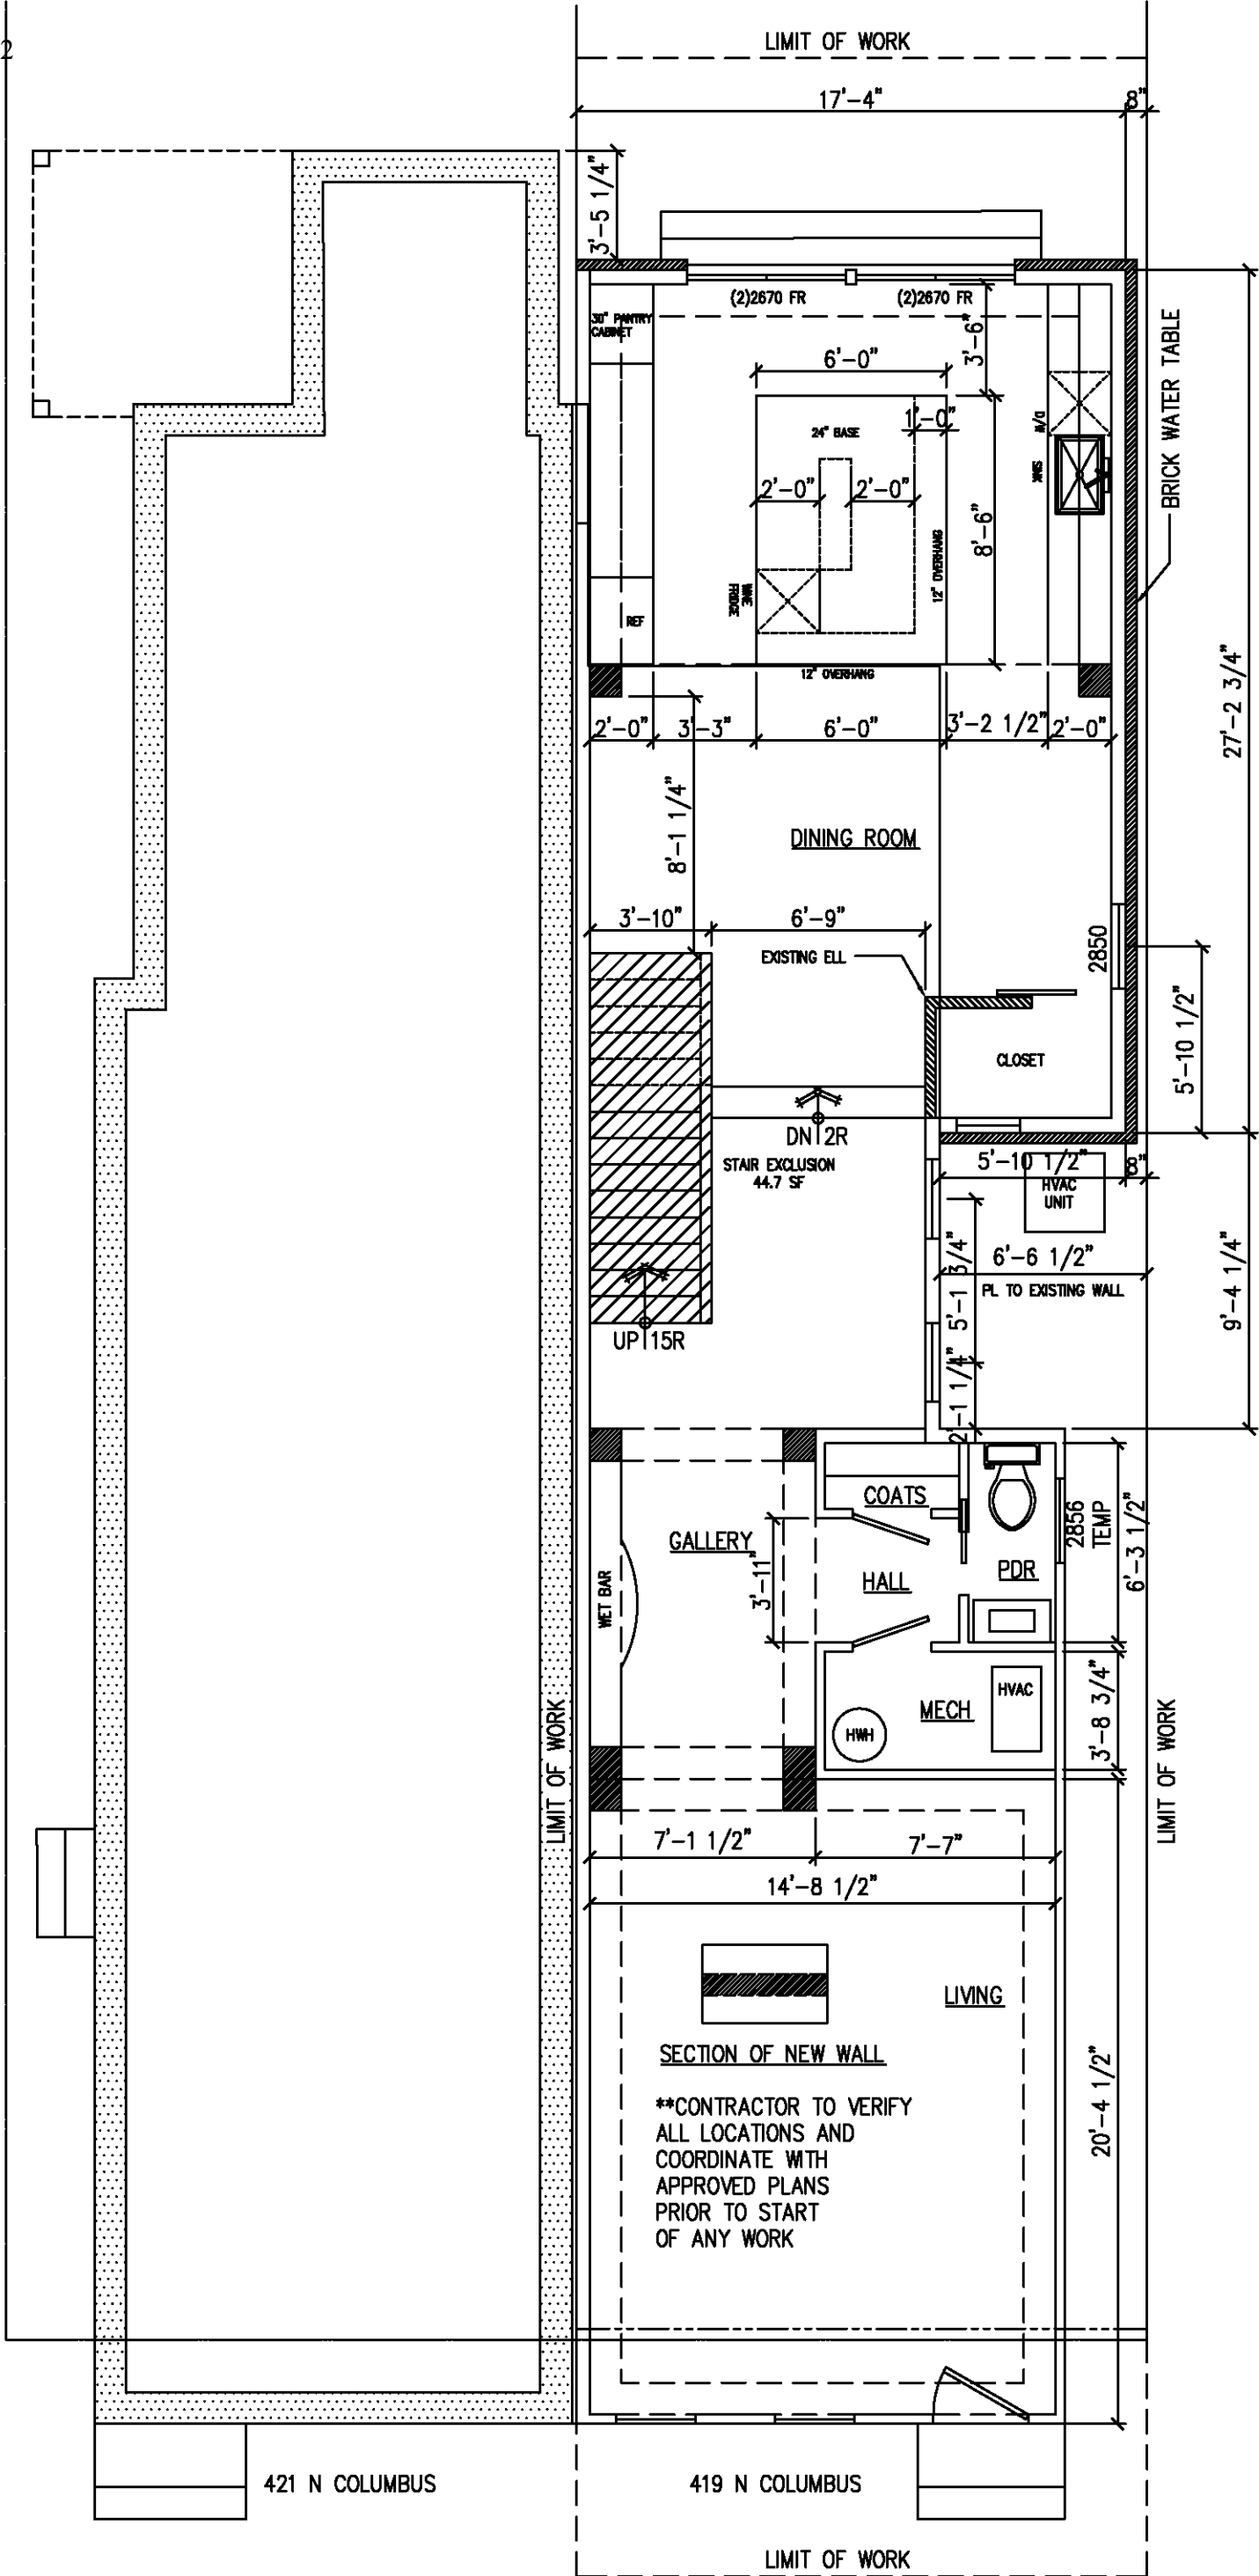 LIMIT OF WORK
2
17'-4"
8"
3'-5 1/4"
(2)2670 FR
(2)2670 FR
30" PANTRY
CABINET
3'-6"
BRICK WATER TABLE
6'-0"
1'-0"
24" BASE
D/W
SINK
2'-0"
2'-0"
8'-6"
12" OVERHANG
WINE
FRIDGE
REF
12" OVERHANG
27'-2 3/4"
2'-0"
3'-3"
6'-0"
3'-2 1/2"
2'-0"
8'-1 1/4"
DINING ROOM
3'-10"
6'-9"
2850
EXISTING ELL
5'-10 1/2"
CLOSET
DN 12R
STAIR EXCLUSION
44.7 SF
5'-10 1/2"
8"
HVAC
UNIT
6'-6 1/2"
PL TO EXISTING WALL
5'-1 3/4"
9'-4 1/4"
UP 15R
2'-1 1/4"
COATS
2856
TEMP
6'-3 1/2"
GALLERY
3'-11"
HALL
PDR
WET BAR
MECH
HVAC
HWH
3'-8 3/4"
LIMIT OF WORK
LIMIT OF WORK
7'-1 1/2"
7'-7"
14'-8 1/2"
LIVING
SECTION OF NEW WALL
**CONTRACTOR TO VERIFY
ALL LOCATIONS AND
COORDINATE WITH
APPROVED PLANS
PRIOR TO START
OF ANY WORK
20'-4 1/2"
421 N COLUMBUS
419 N COLUMBUS
LIMIT OF WORK